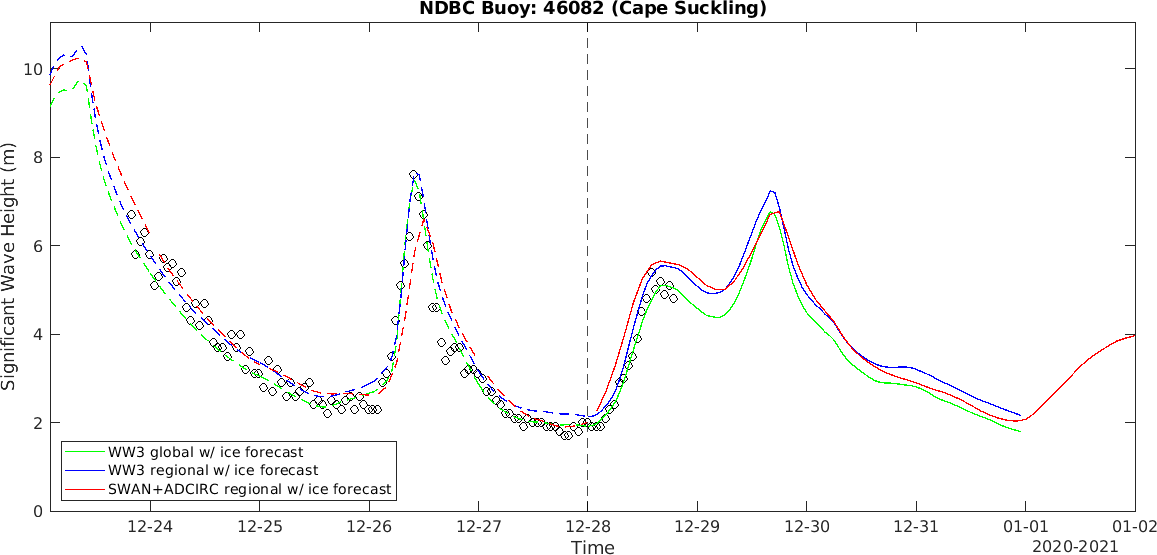 NDBC Buoy: 46082 (Cape Suckling)
Significant Wave Height (m)
10
8
6
4
2
0
WW3 global w/ ice forecast
WW3 regional w/ ice forecast
SWAN+ADCIRC regional w/ ice forecast
12-24 12-25 12-26 12-27 12-28 12-29 12-30 12-31 01-01 01-02
Time
2020-2021